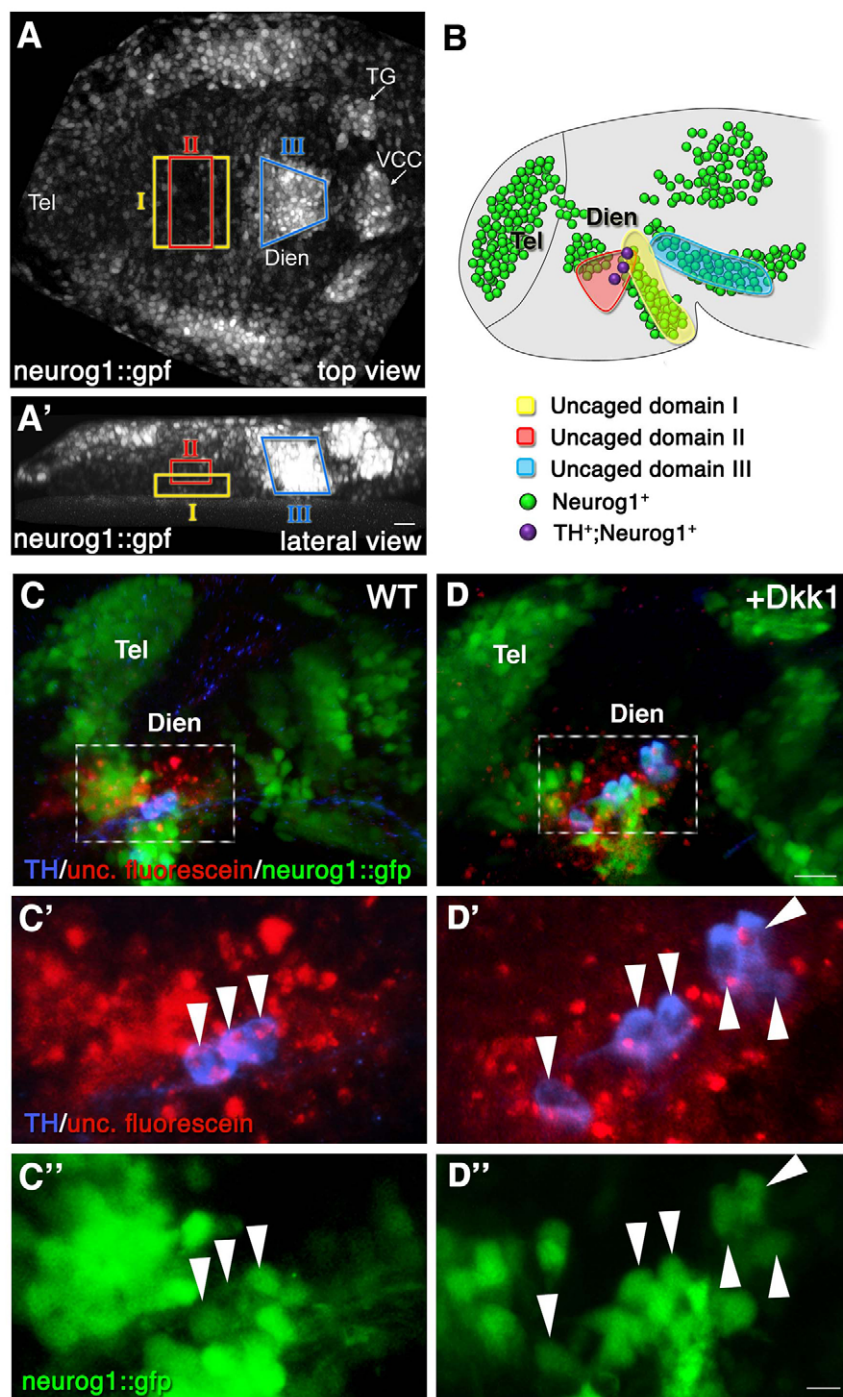 A
TG
II
III
VCC
I
Tel
Dien
neurog1::gpf
top view
A'
II
I
III
neurog1::gpf
lateral view
B
Dien
Tel
Uncaged domain I
Uncaged domain II
Uncaged domain III
Neurog1+
TH+;Neurog1+
C
WT
Tel
Dien
TH/unc. fluorescein/neurog1::gfp
D
+Dkk1
Tel
Dien
C'
TH/unc. fluorescein
D'
C''
neurog1::gfp
D''